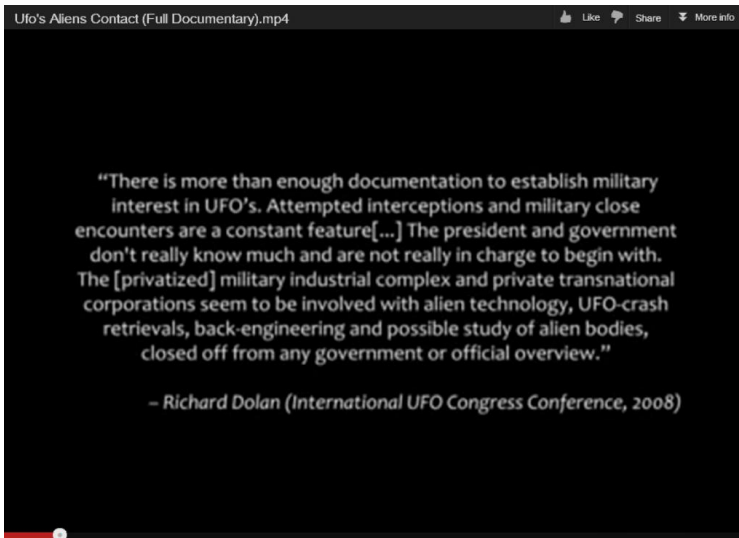 Ufo's Aliens Contact (Full Documentary).mp4
Like
Share
More info
“There is more than enough documentation to establish military
interest in UFO’s. Attempted interceptions and military close
encounters are a constant feature[...] The president and government
don't really know much and are not really in charge to begin with.
The [privatized] military industrial complex and private transnational
corporations seem to be involved with alien technology, UFO-crash
retrievals, back-engineering and possible study of alien bodies,
closed off from any government or official overview.”
– Richard Dolan (International UFO Congress Conference, 2008)